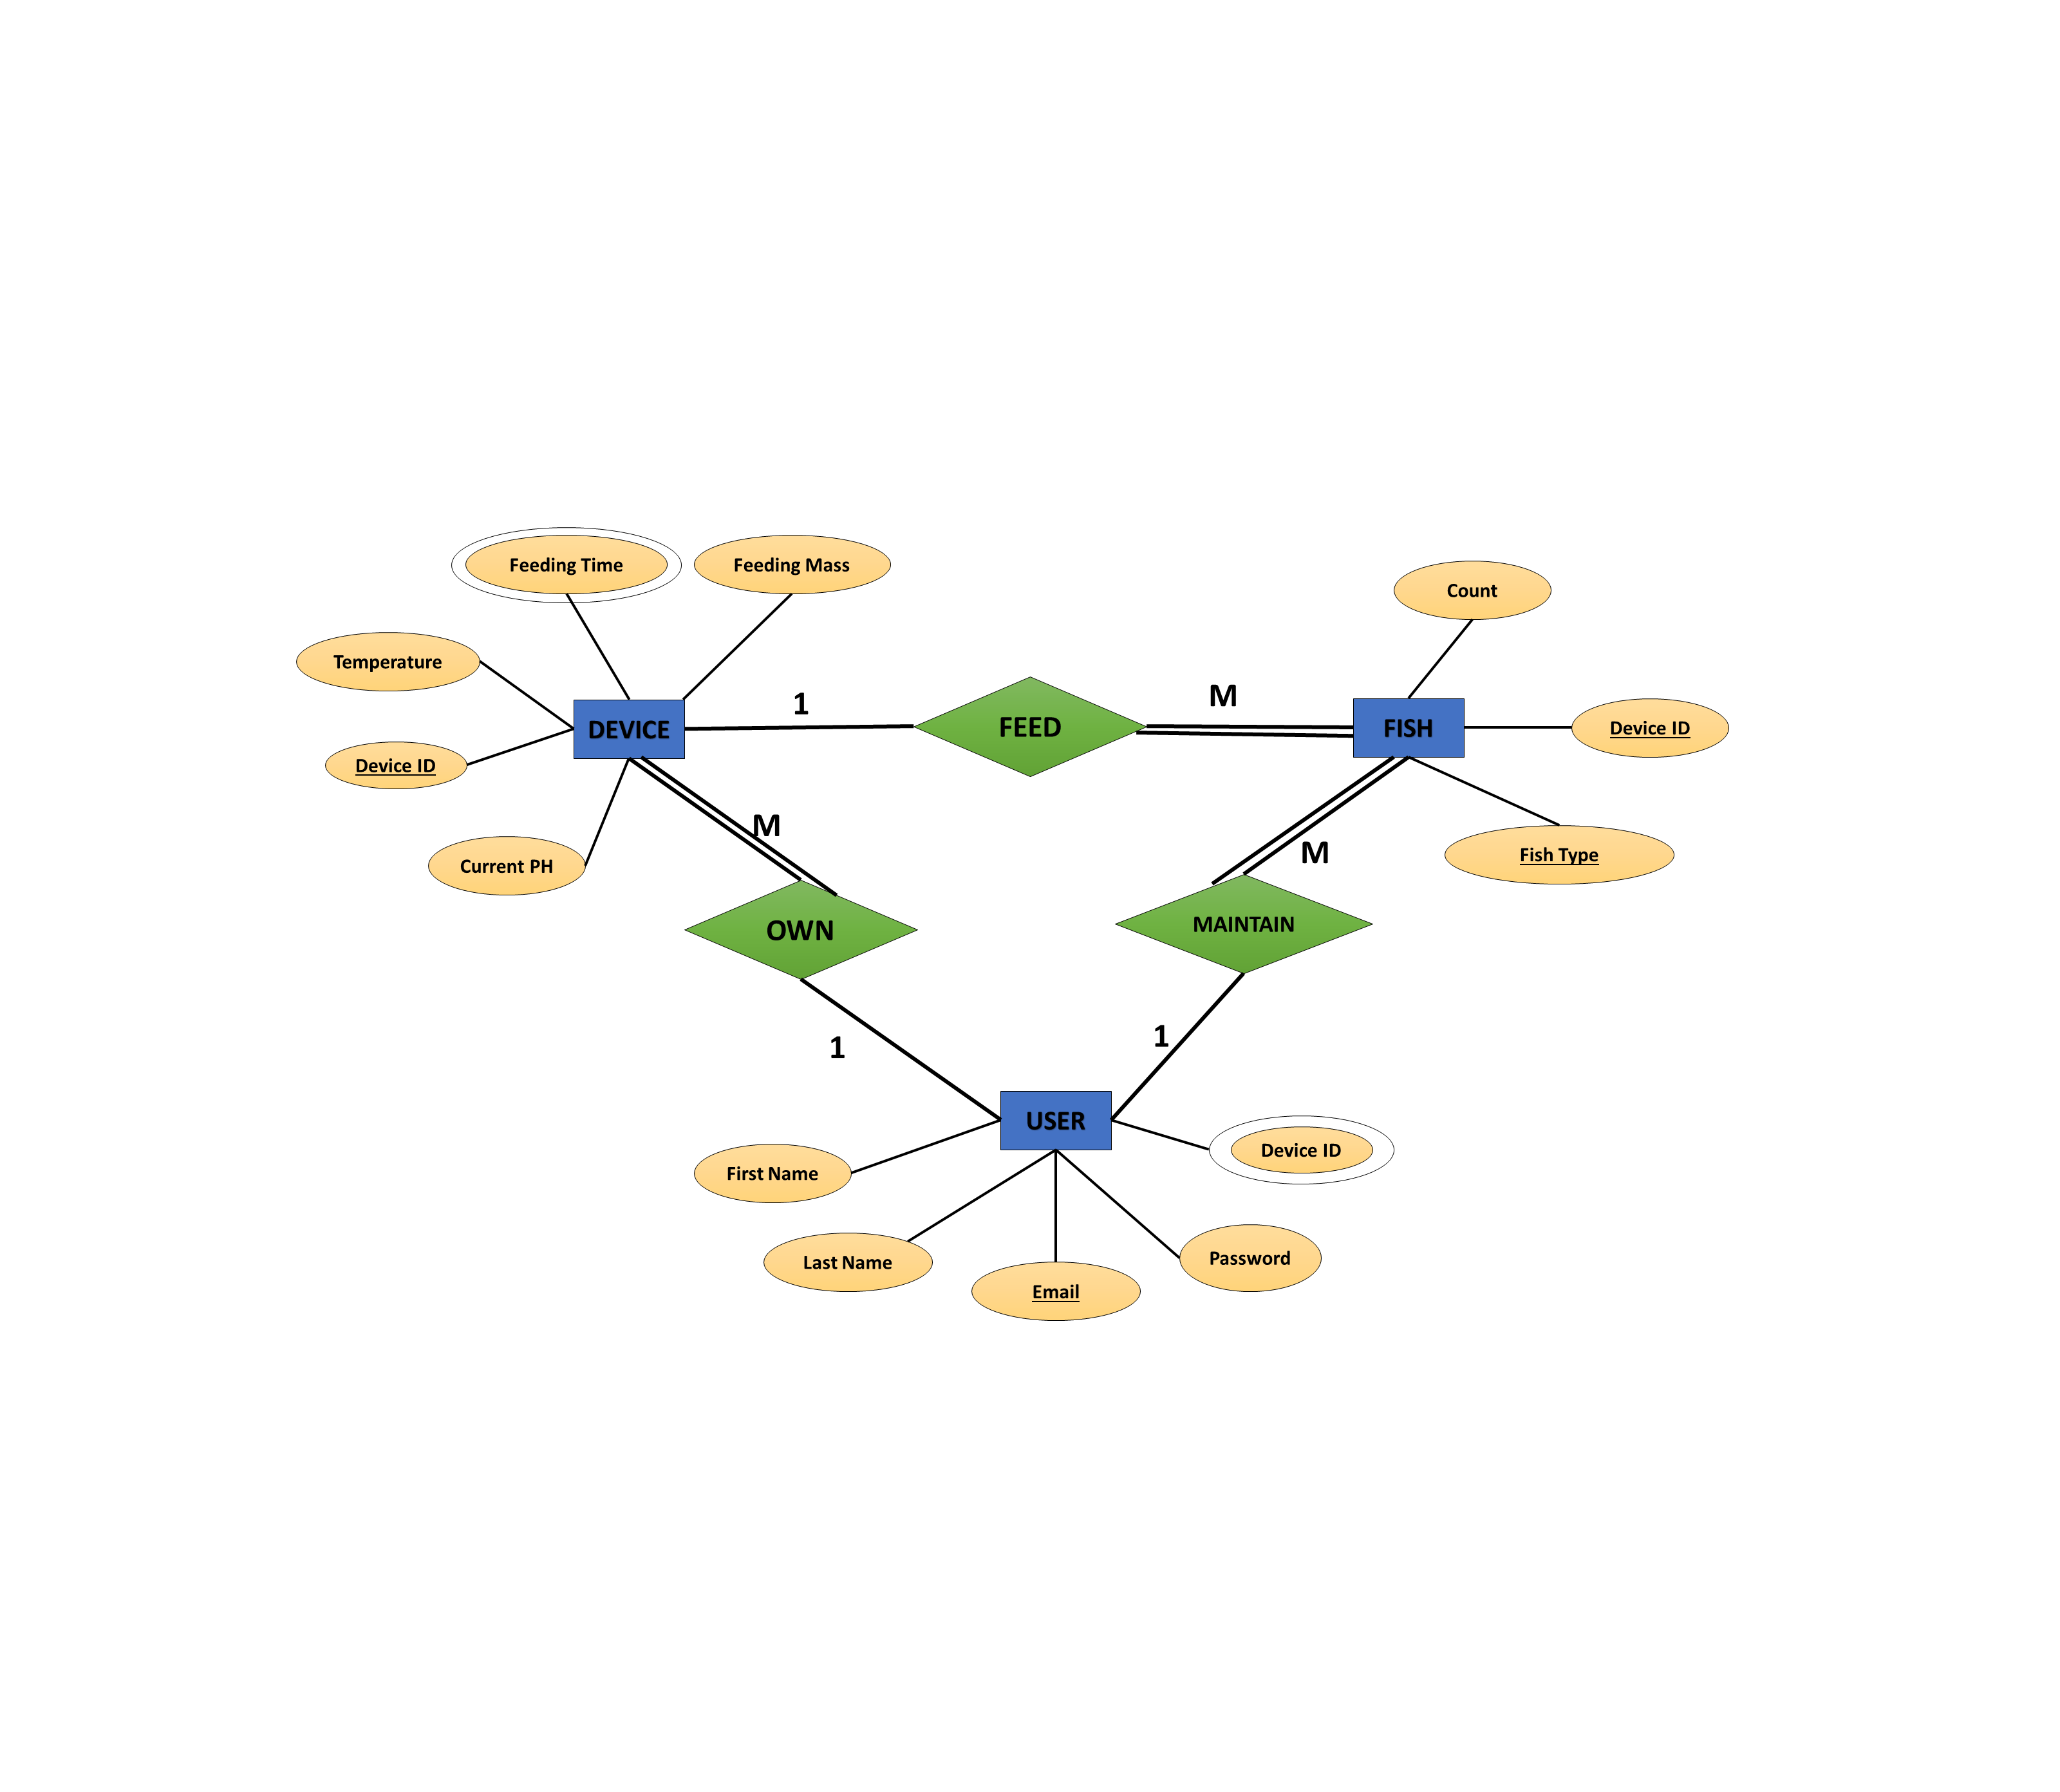 Feeding Time
Feeding Mass
Count
Temperature
1
M
DEVICE
FEED
FISH
Device ID
Device ID
M
M
Current PH
Fish Type
OWN
MAINTAIN
1
1
USER
Device ID
First Name
Last Name
Password
Email